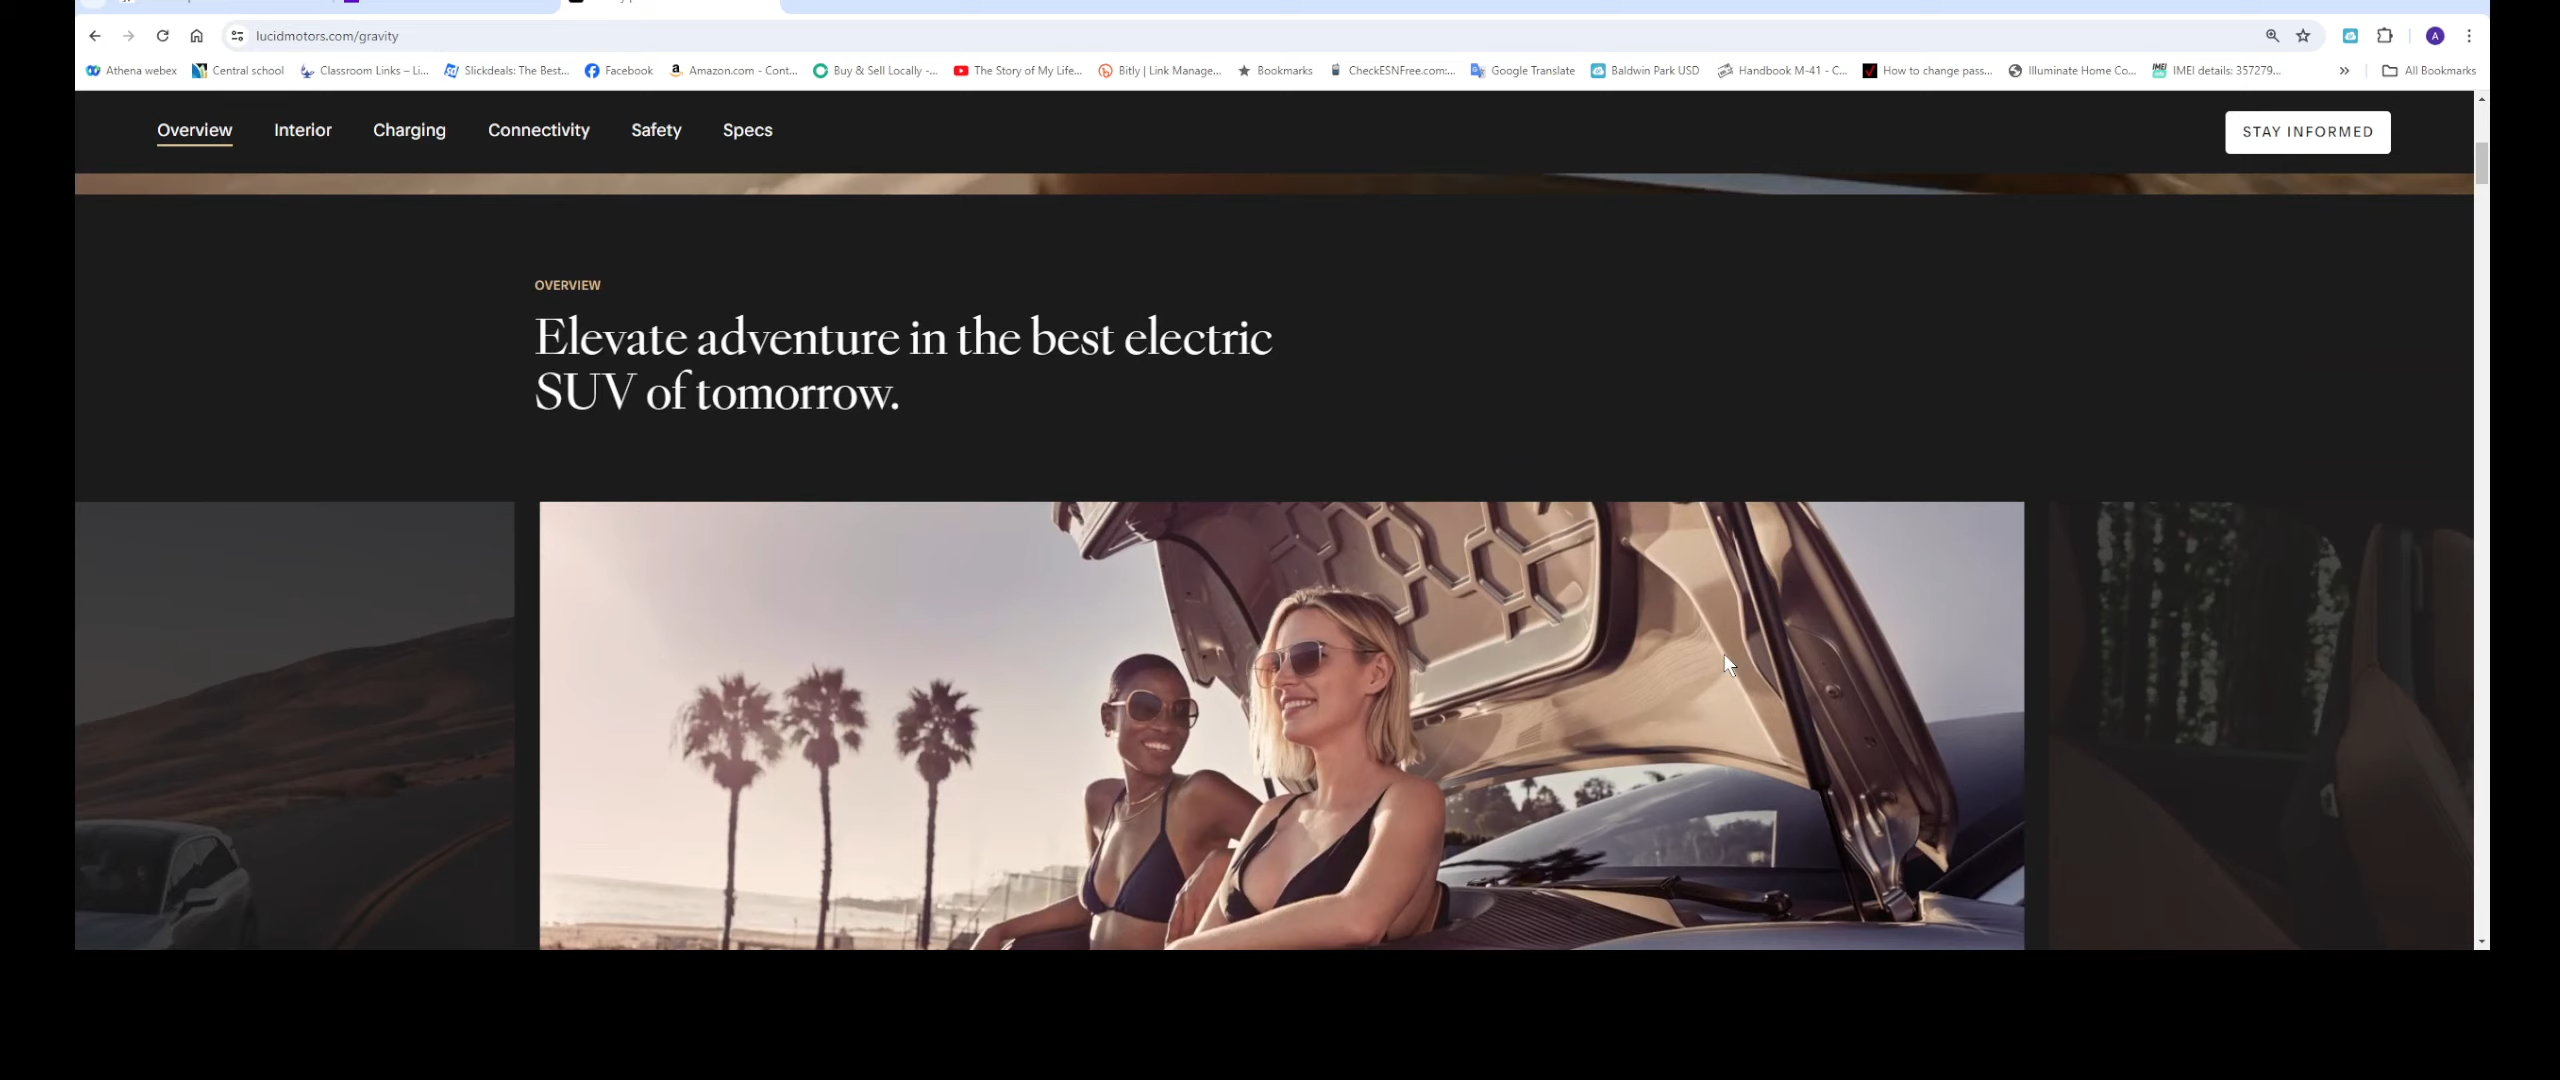 lucidmotors.com/gravity
Athena webex Central school Classroom Links – Li... Slickdeals: The Best... Facebook Amazon.com - Cont... Buy & Sell Locally -... The Story of My Life... Bitly | Link Manage... Bookmarks CheckESNFree.com:... Google Translate Baldwin Park USD Handbook M-41 - C... How to change pass... Illuminate Home Co... IMEI details: 357279... » All Bookmarks
Overview Interior Charging Connectivity Safety Specs STAY INFORMED
OVERVIEW
Elevate adventure in the best electric
SUV of tomorrow.